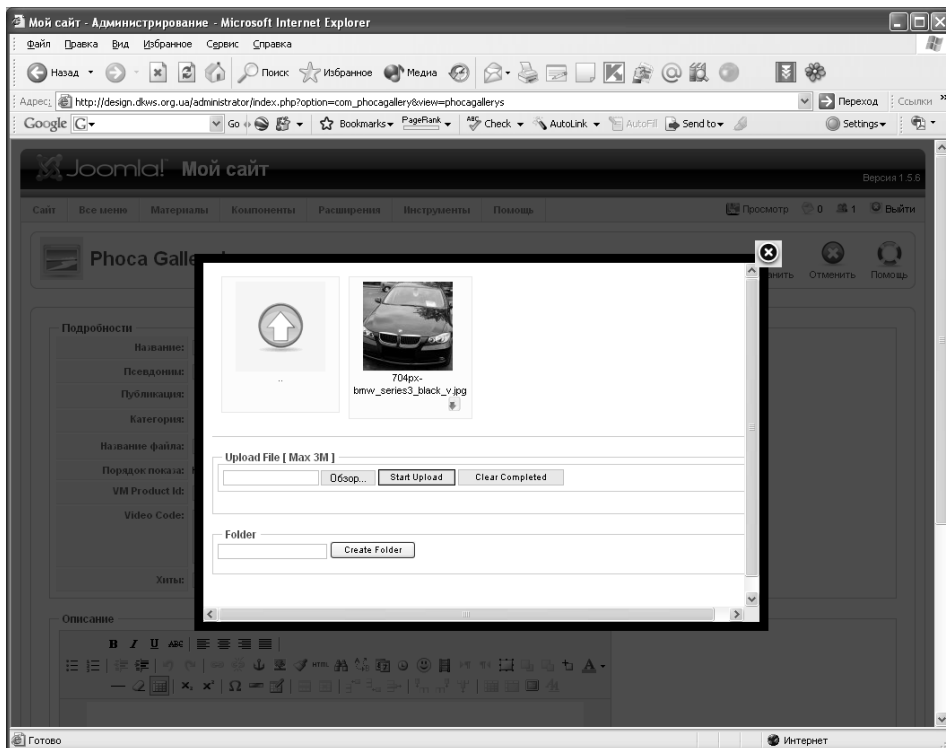 Мой сайт - Администрирование - Microsoft Internet Explorer
Файл Правка Вид Избранное Сервис Справка
Назад Поиск Избранное Медиа
Адрес: http://design.dkws.org.ua/administrator/index.php?option=com_phocagallery&view=phocagallerys Переход Ссылки »
Google G Go Bookmarks PageRank ABC Check AutoLink AutoFill Send to Settings
Joomla! Мой сайт
Версия 1.5.6
Сайт Все меню Материалы Компоненты Расширения Инструменты Помощь Просмотр 0 1 Выйти
Phoca Galle
нить Отменить Помощь
..
704px-
bmw_series3_black_v.jpg
Подробности
Название:
Псевдоним:
Публикация:
Категория:
Название файла:
Порядок показа:
VM Product Id:
Video Code:
Хиты:
Upload File [ Max 3M ]
Обзор... Start Upload Clear Completed
Folder
Create Folder
Описание
B I U ABC
HTML
x, x² Ω
Готово Интернет